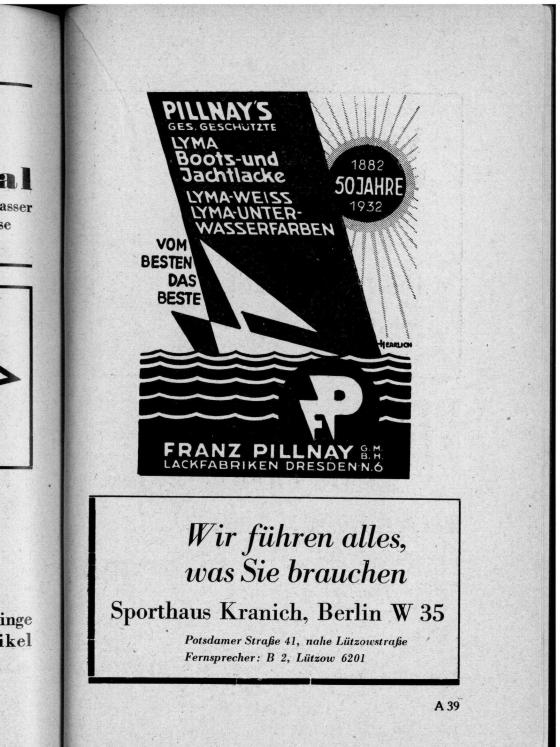 al
asser
se
inge
ikel
PILLNAY'S
GES. GESCHÜTZTE
LYMA
Boots-und
Jachtlacke
LYMA-WEISS
LYMA-UNTER-
WASSERFARBEN
1882
50 JAHRE
1932
VOM
BESTEN
DAS
BESTE
HEARLICH
FP
FRANZ PILLNAY G.M.
B.H.
LACKFABRIKEN DRESDEN-N.6
Wir führen alles,
was Sie brauchen
Sporthaus Kranich, Berlin W 35
Potsdamer Straße 41, nahe Lützowstraße
Fernsprecher: B 2, Lützow 6201
A 39